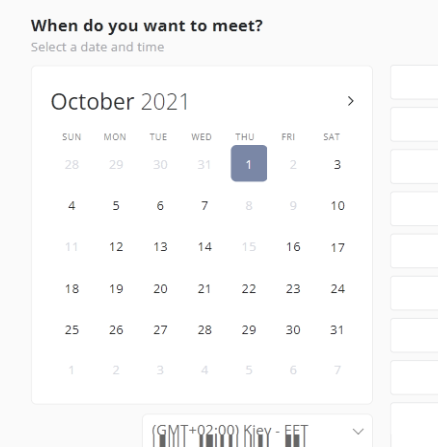 When do you want to meet?
Select a date and time
October 2021
SUN MON TUE WED THU FRI SAT
28 29 30 31 1 2 3
4 5 6 7 8 9 10
11 12 13 14 15 16 17
18 19 20 21 22 23 24
25 26 27 28 29 30 31
1 2 3 4 5 6 7
(GMT+02:00) Kiev - EET